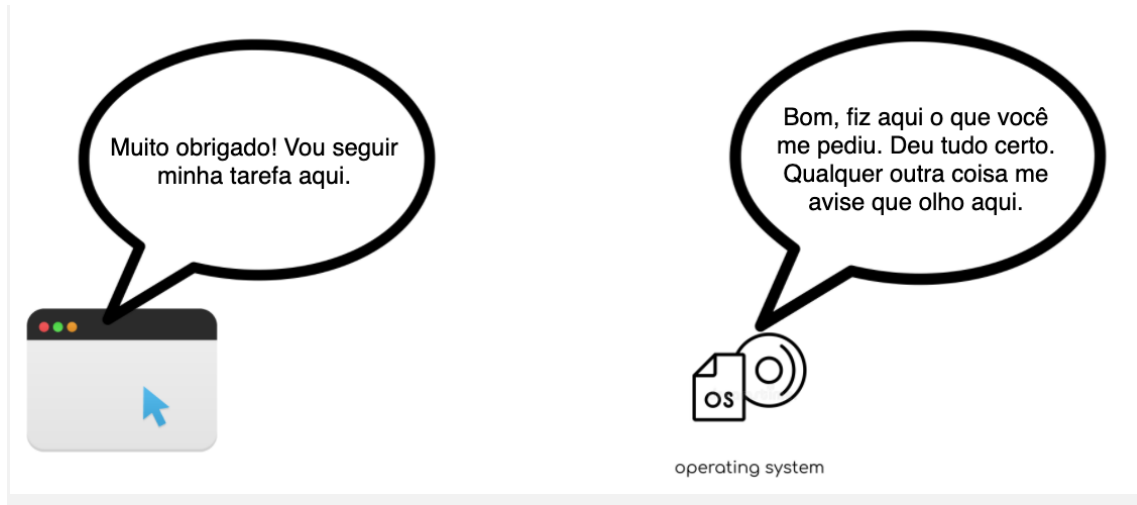 Muito obrigado! Vou seguir
minha tarefa aqui.
Bom, fiz aqui o que você
me pediu. Deu tudo certo.
Qualquer outra coisa me
avise que olho aqui.
OS
operating system